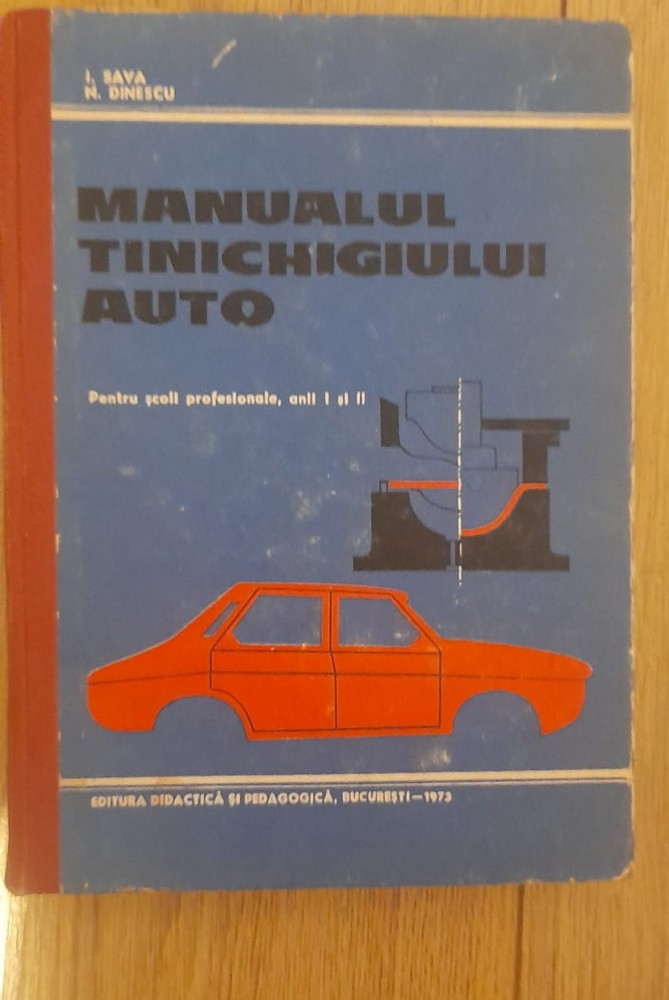 I. SAVA
N. DINESCU
MANUALUL
TINICHIGIULUI
AUTO
Pentru școli profesionale, anii I și II
EDITURA DIDACTICĂ ȘI PEDAGOGICĂ, BUCUREȘTI—1973